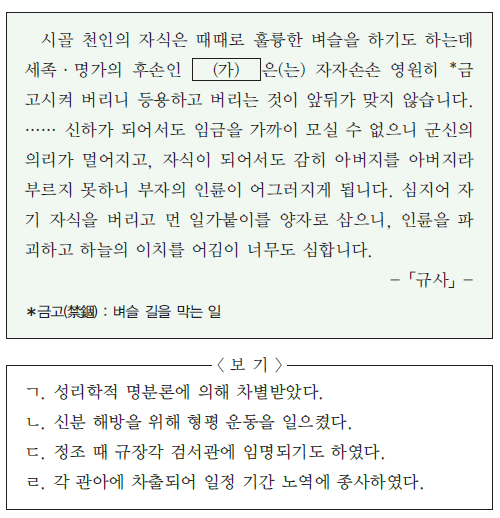 시골 천인의 자식은 때때로 훌륭한 벼슬을 하기도 하는데
세족·명가의 후손인 (가) 은(는) 자자손손 영원히 *금
고시켜 버리니 등용하고 버리는 것이 앞뒤가 맞지 않습니다.
…… 신하가 되어서도 임금을 가까이 모실 수 없으니 군신의
의리가 멀어지고, 자식이 되어서도 감히 아버지를 아버지라
부르지 못하니 부자의 인륜이 어그러지게 됩니다. 심지어 자
기 자식을 버리고 먼 일가붙이를 양자로 삼으니, 인륜을 파
괴하고 하늘의 이치를 어김이 너무도 심합니다.
-「규사」-
*금고(禁錮) : 벼슬 길을 막는 일
〈 보 기 〉
ㄱ. 성리학적 명분론에 의해 차별받았다.
ㄴ. 신분 해방을 위해 형평 운동을 일으켰다.
ㄷ. 정조 때 규장각 검서관에 임명되기도 하였다.
ㄹ. 각 관아에 차출되어 일정 기간 노역에 종사하였다.